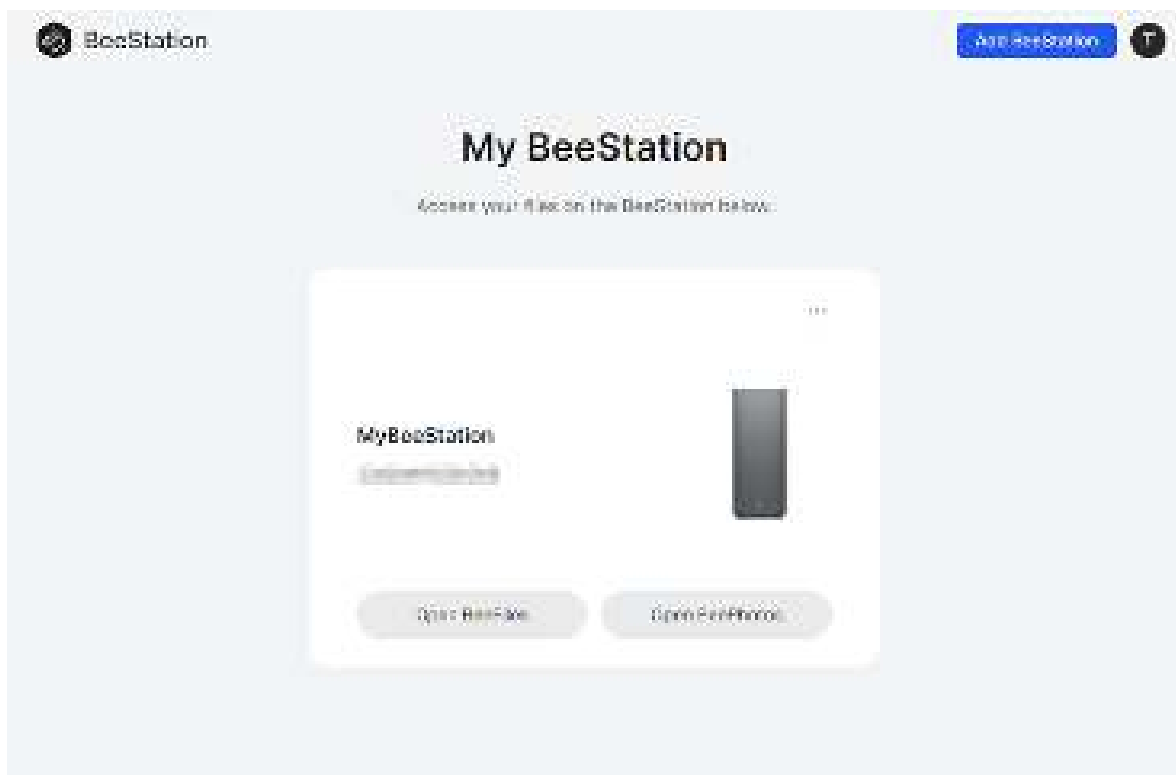 BeeStation
Add BeeStation
T
My BeeStation
Access your files on the BeeStation below.
MyBeeStation
Open BeeFiles
Open BeePhotos